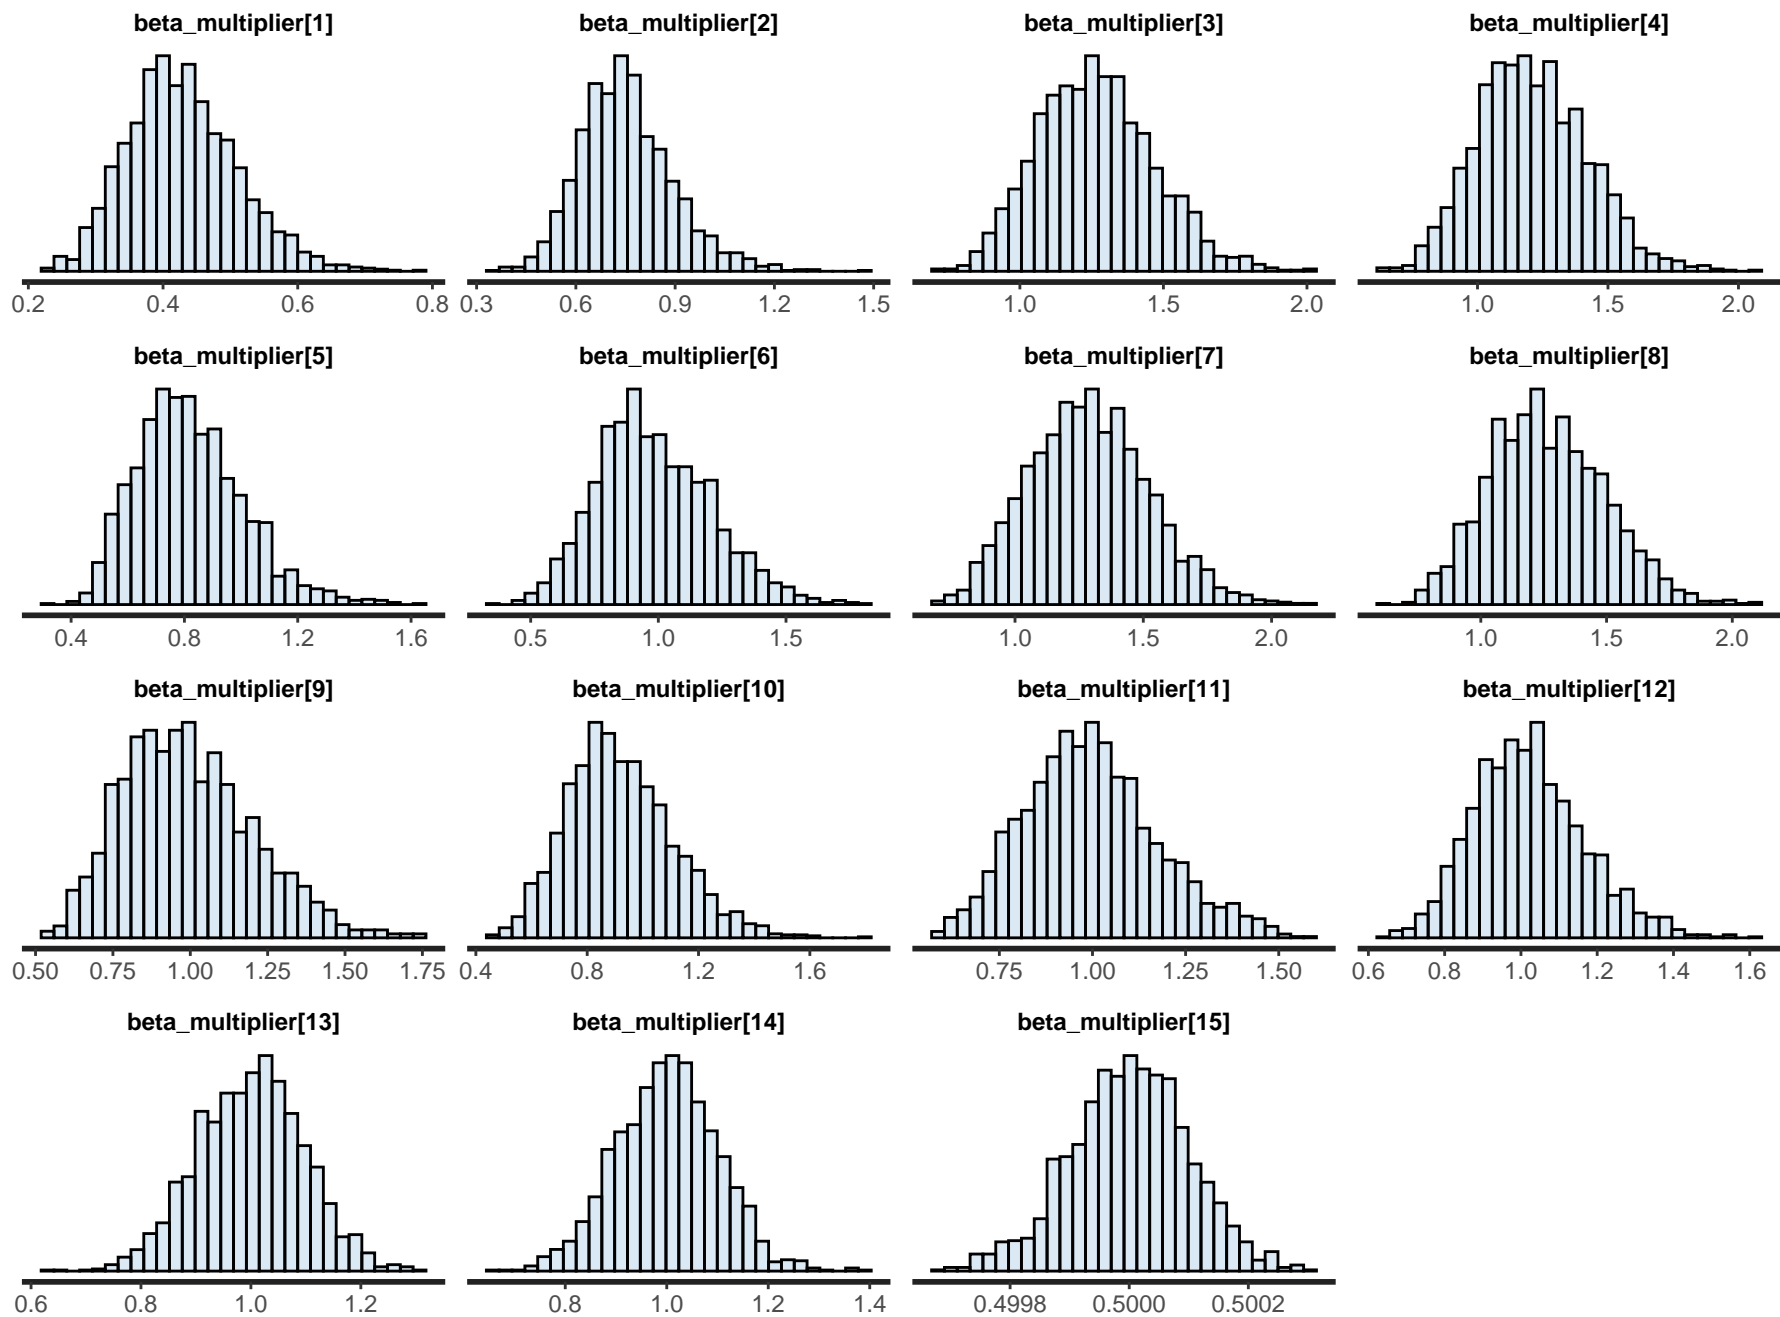 beta_multiplier[1] beta_multiplier[2] beta_multiplier[3] beta_multiplier[4]
0.2 0.4 0.6 0.8 0.3 0.6 0.9 1.2 1.5 1.0 1.5 2.0 1.0 1.5 2.0
beta_multiplier[5] beta_multiplier[6] beta_multiplier[7] beta_multiplier[8]
0.4 0.8 1.2 1.6 0.5 1.0 1.5 1.0 1.5 2.0 1.0 1.5 2.0
beta_multiplier[9] beta_multiplier[10] beta_multiplier[11] beta_multiplier[12]
0.50 0.75 1.00 1.25 1.50 1.75 0.4 0.8 1.2 1.6 0.75 1.00 1.25 1.50 0.6 0.8 1.0 1.2 1.4 1.6
beta_multiplier[13] beta_multiplier[14] beta_multiplier[15]
0.6 0.8 1.0 1.2 0.8 1.0 1.2 1.4 0.4998 0.5000 0.5002